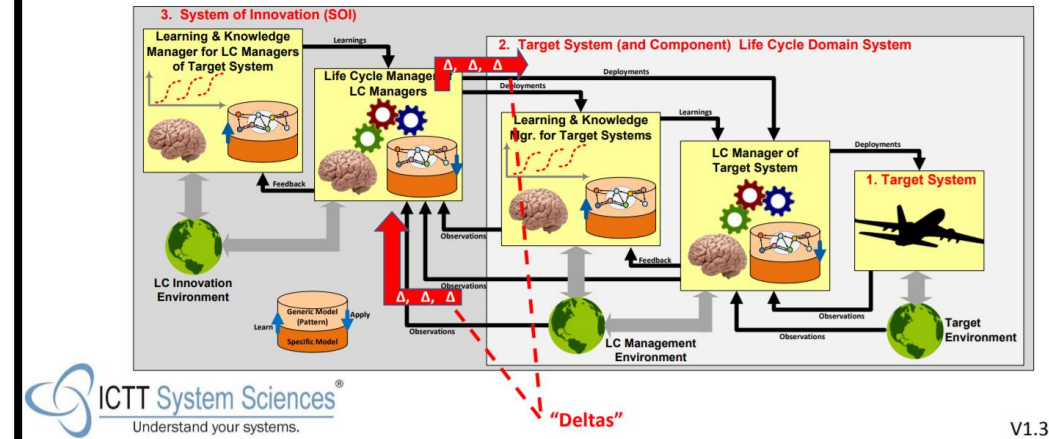 3. System of Innovation (SOI)
Learning & Knowledge
Manager for LC Managers
of Target System
Learnings
Life Cycle Manager of
LC Managers
Δ, Δ, Δ
2. Target System (and Component) Life Cycle Domain System
Deployments
Deployments
Learning & Knowledge
Mgr. for Target Systems
Learnings
LC Manager of
Target System
Deployments
1. Target System
Feedback
Observations
Feedback
Observations
Δ, Δ, Δ
Observations
Observations
Observations
LC Innovation
Environment
Generic Model
(Pattern)
Learn
Apply
Specific Model
LC Management
Environment
Target
Environment
ICTT System Sciences®
Understand your systems.
"Deltas"
V1.3